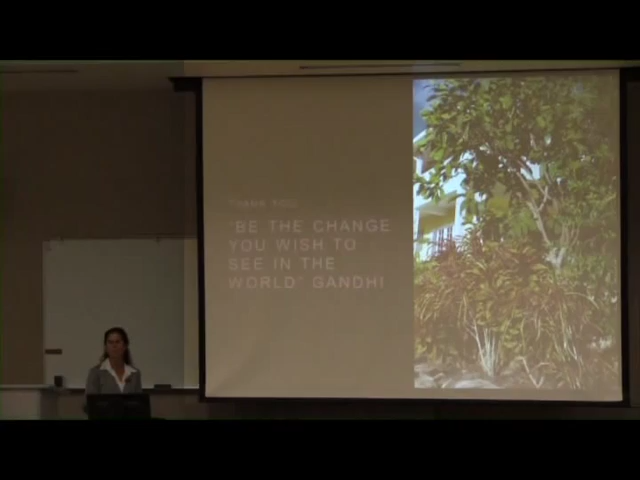 THANK YOU
"BE THE CHANGE
YOU WISH TO
SEE IN THE
WORLD" GANDHI